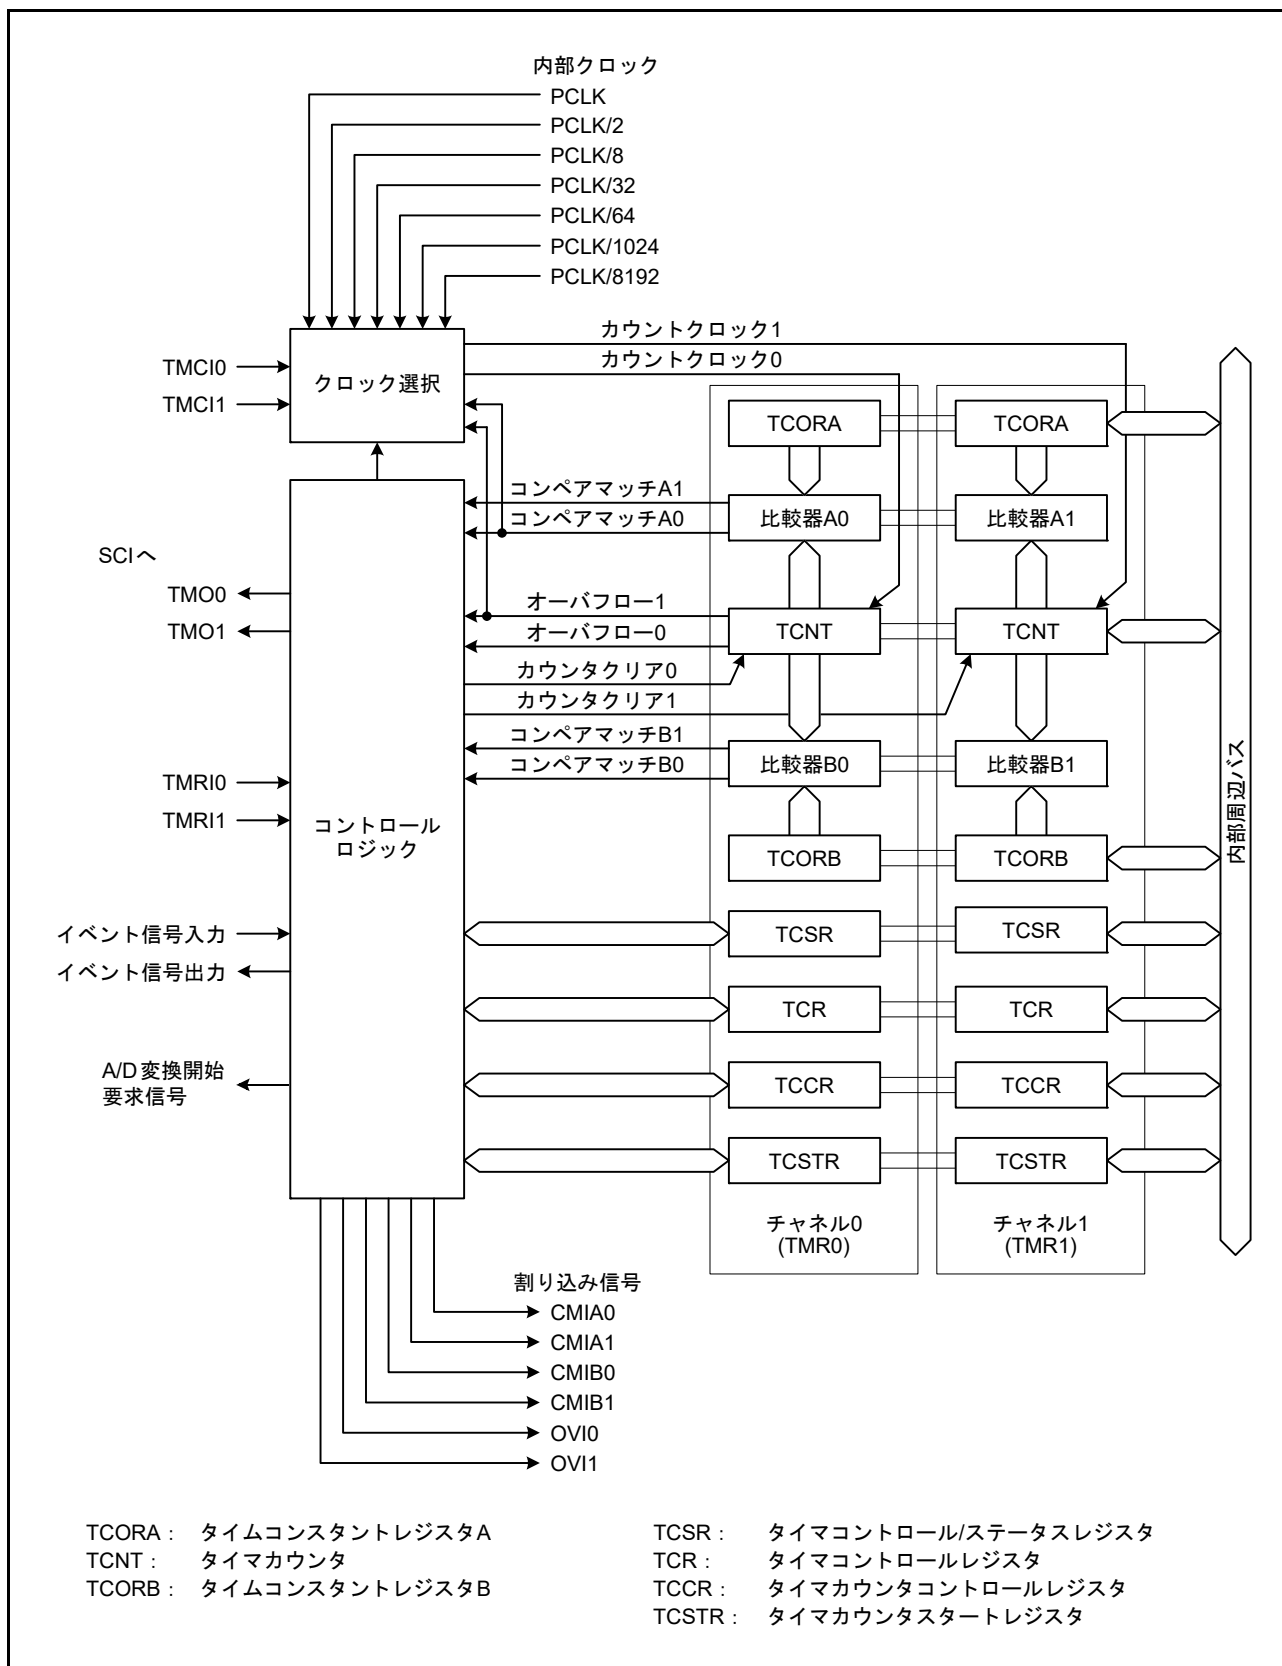 内部クロック
PCLK
PCLK/2
PCLK/8
PCLK/32
PCLK/64
PCLK/1024
PCLK/8192
カウントクロック1
カウントクロック0
TMCI0
TMCI1
クロック選択
TCORA
TCORA
コンペアマッチA1
コンペアマッチA0
比較器A0
比較器A1
SCIへ
TMO0
TMO1
オーバフロー1
オーバフロー0
TCNT
TCNT
カウンタクリア0
カウンタクリア1
コンペアマッチB1
コンペアマッチB0
比較器B0
比較器B1
内部周辺バス
TMRI0
TMRI1
コントロール
ロジック
TCORB
TCORB
イベント信号入力
イベント信号出力
TCSR
TCSR
TCR
TCR
A/D変換開始
要求信号
TCCR
TCCR
TCSTR
TCSTR
チャネル0
(TMR0)
チャネル1
(TMR1)
割り込み信号
CMIA0
CMIA1
CMIB0
CMIB1
OVI0
OVI1
TCORA： タイムコンスタントレジスタA
TCNT： タイマカウンタ
TCORB： タイムコンスタントレジスタB
TCSR： タイマコントロール/ステータスレジスタ
TCR： タイマコントロールレジスタ
TCCR： タイマカウンタコントロールレジスタ
TCSTR： タイマカウンタスタートレジスタ